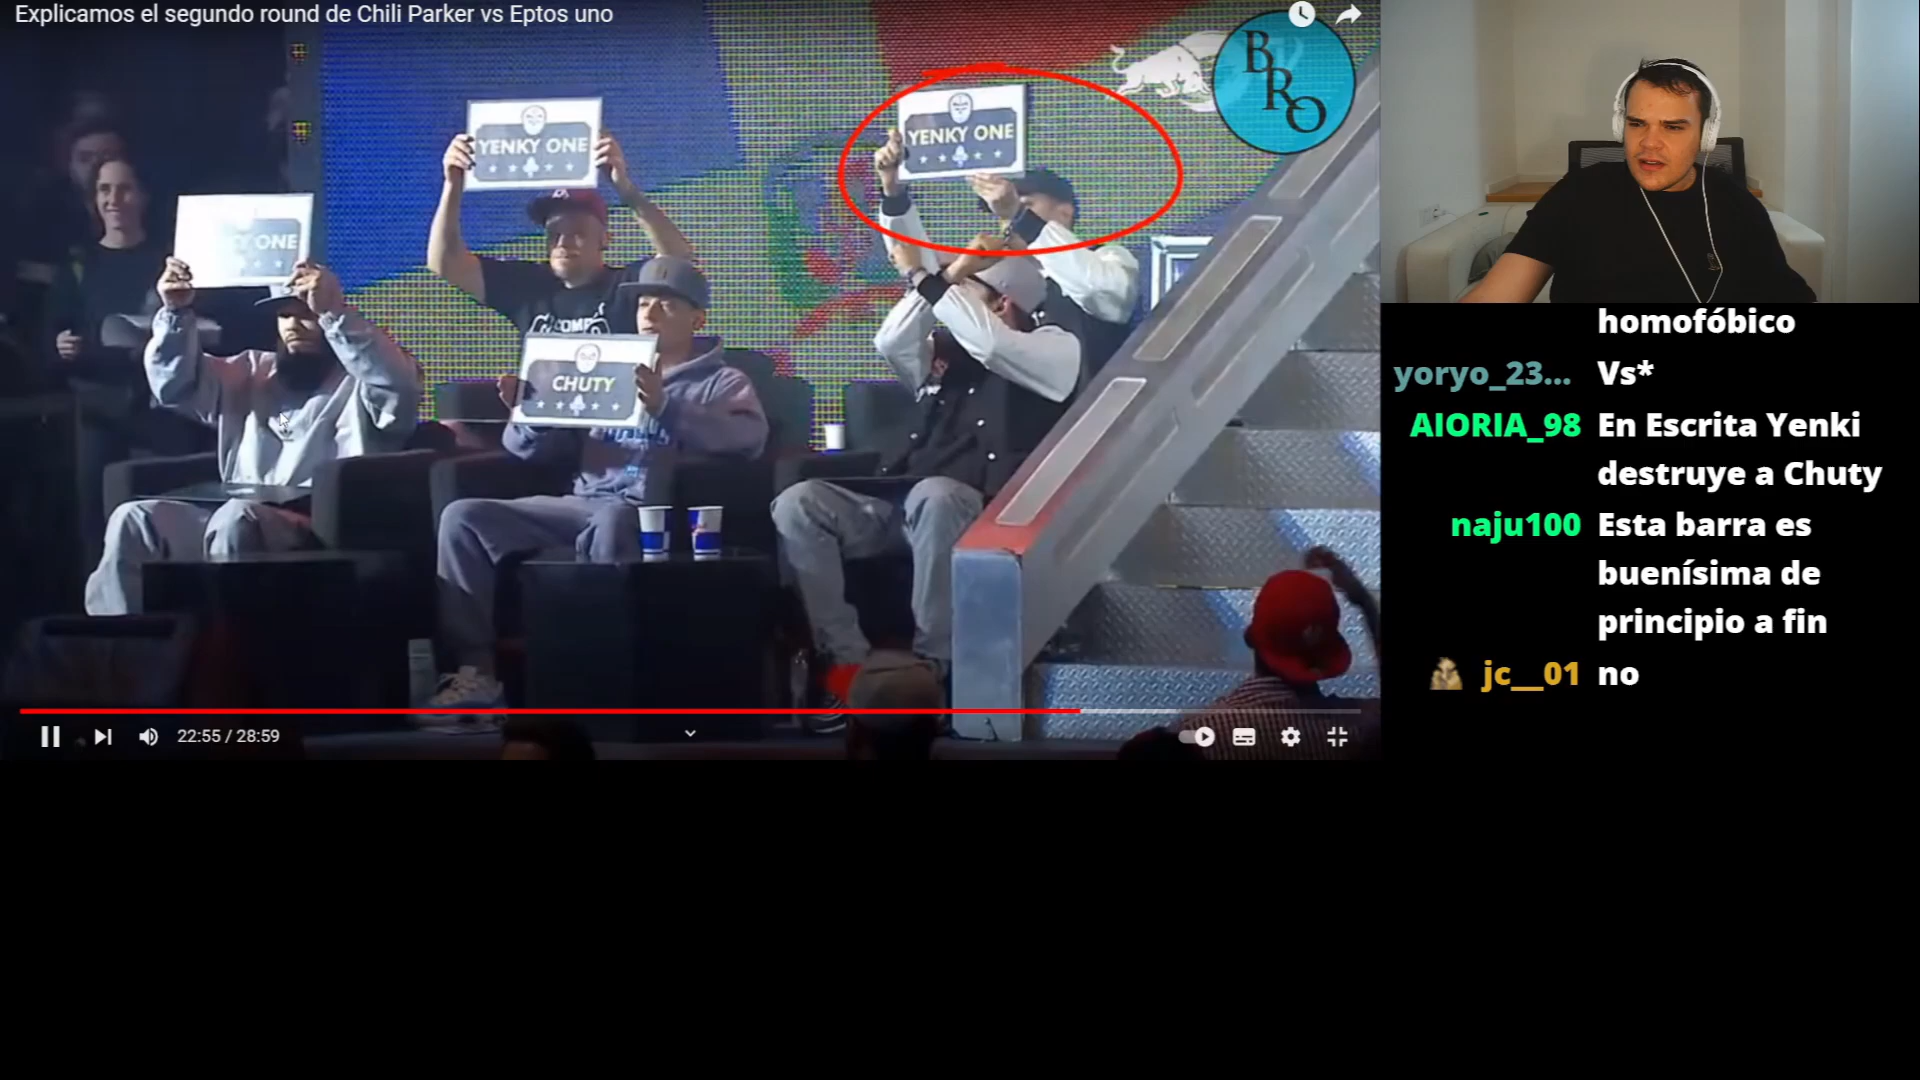 Explicamos el segundo round de Chili Parker vs Eptos uno
BRO
YENKY ONE
YENKY ONE
ONE
CHUTY
22:55 / 28:59
homofóbico
yoryo_23... Vs*
AIORIA_98 En Escrita Yenki
destruye a Chuty
naju100 Esta barra es
buenísima de
principio a fin
jc__01 no